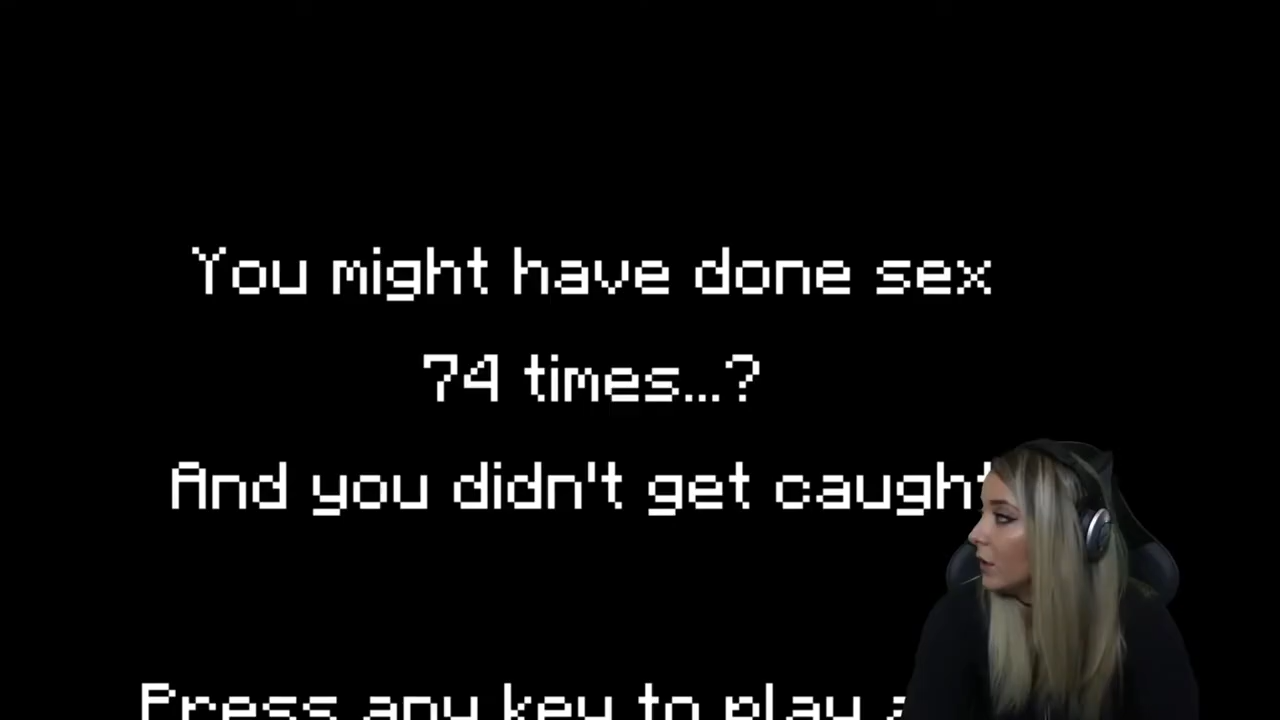 You might have done sex
74 times...?
And you didn't get caught
Press any key to play